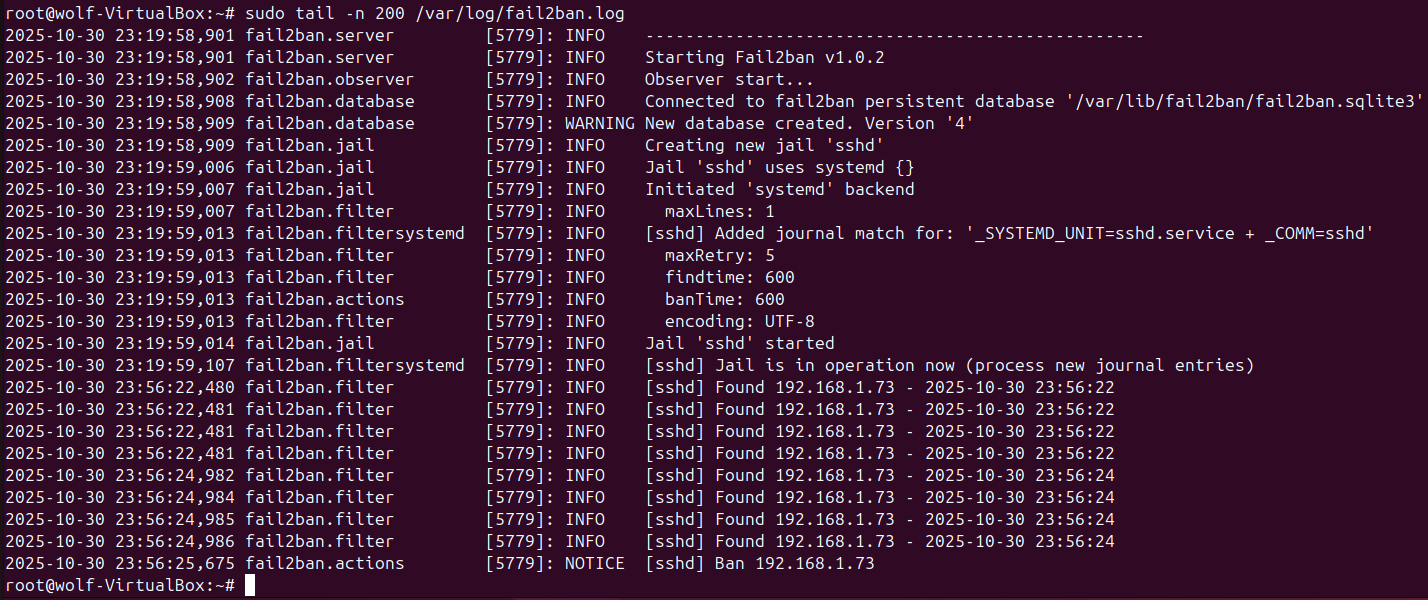 root@wolf-VirtualBox:~# sudo tail -n 200 /var/log/fail2ban.log
2025-10-30 23:19:58,901 fail2ban.server         [5779]: INFO    --------------------------------------------------
2025-10-30 23:19:58,901 fail2ban.server         [5779]: INFO    Starting Fail2ban v1.0.2
2025-10-30 23:19:58,902 fail2ban.observer       [5779]: INFO    Observer start...
2025-10-30 23:19:58,908 fail2ban.database       [5779]: INFO    Connected to fail2ban persistent database '/var/lib/fail2ban/fail2ban.sqlite3'
2025-10-30 23:19:58,909 fail2ban.database       [5779]: WARNING New database created. Version '4'
2025-10-30 23:19:58,909 fail2ban.jail           [5779]: INFO    Creating new jail 'sshd'
2025-10-30 23:19:59,006 fail2ban.jail           [5779]: INFO    Jail 'sshd' uses systemd {}
2025-10-30 23:19:59,007 fail2ban.jail           [5779]: INFO    Initiated 'systemd' backend
2025-10-30 23:19:59,007 fail2ban.filter         [5779]: INFO      maxLines: 1
2025-10-30 23:19:59,013 fail2ban.filtersystemd  [5779]: INFO    [sshd] Added journal match for: '_SYSTEMD_UNIT=sshd.service + _COMM=sshd'
2025-10-30 23:19:59,013 fail2ban.filter         [5779]: INFO      maxRetry: 5
2025-10-30 23:19:59,013 fail2ban.filter         [5779]: INFO      findtime: 600
2025-10-30 23:19:59,013 fail2ban.actions        [5779]: INFO      banTime: 600
2025-10-30 23:19:59,013 fail2ban.filter         [5779]: INFO      encoding: UTF-8
2025-10-30 23:19:59,014 fail2ban.jail           [5779]: INFO    Jail 'sshd' started
2025-10-30 23:19:59,107 fail2ban.filtersystemd  [5779]: INFO    [sshd] Jail is in operation now (process new journal entries)
2025-10-30 23:56:22,480 fail2ban.filter         [5779]: INFO    [sshd] Found 192.168.1.73 - 2025-10-30 23:56:22
2025-10-30 23:56:22,481 fail2ban.filter         [5779]: INFO    [sshd] Found 192.168.1.73 - 2025-10-30 23:56:22
2025-10-30 23:56:22,481 fail2ban.filter         [5779]: INFO    [sshd] Found 192.168.1.73 - 2025-10-30 23:56:22
2025-10-30 23:56:22,481 fail2ban.filter         [5779]: INFO    [sshd] Found 192.168.1.73 - 2025-10-30 23:56:22
2025-10-30 23:56:24,982 fail2ban.filter         [5779]: INFO    [sshd] Found 192.168.1.73 - 2025-10-30 23:56:24
2025-10-30 23:56:24,984 fail2ban.filter         [5779]: INFO    [sshd] Found 192.168.1.73 - 2025-10-30 23:56:24
2025-10-30 23:56:24,985 fail2ban.filter         [5779]: INFO    [sshd] Found 192.168.1.73 - 2025-10-30 23:56:24
2025-10-30 23:56:24,986 fail2ban.filter         [5779]: INFO    [sshd] Found 192.168.1.73 - 2025-10-30 23:56:24
2025-10-30 23:56:25,675 fail2ban.actions        [5779]: NOTICE  [sshd] Ban 192.168.1.73
root@wolf-VirtualBox:~#